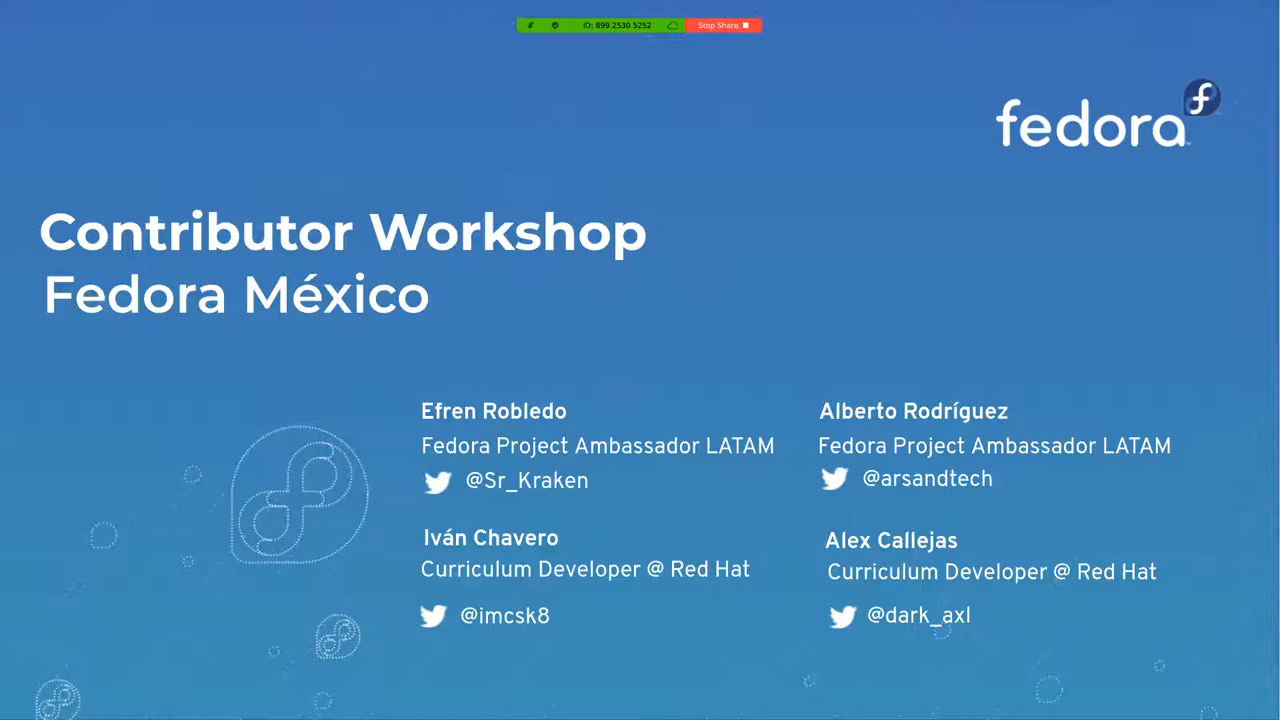 ID: 899 2530 5252
Stop Share
fedora
Contributor Workshop
Fedora México
Efren Robledo
Fedora Project Ambassador LATAM
@Sr_Kraken
Alberto Rodríguez
Fedora Project Ambassador LATAM
@arsandtech
Iván Chavero
Curriculum Developer @ Red Hat
@imcsk8
Alex Callejas
Curriculum Developer @ Red Hat
@dark_axl